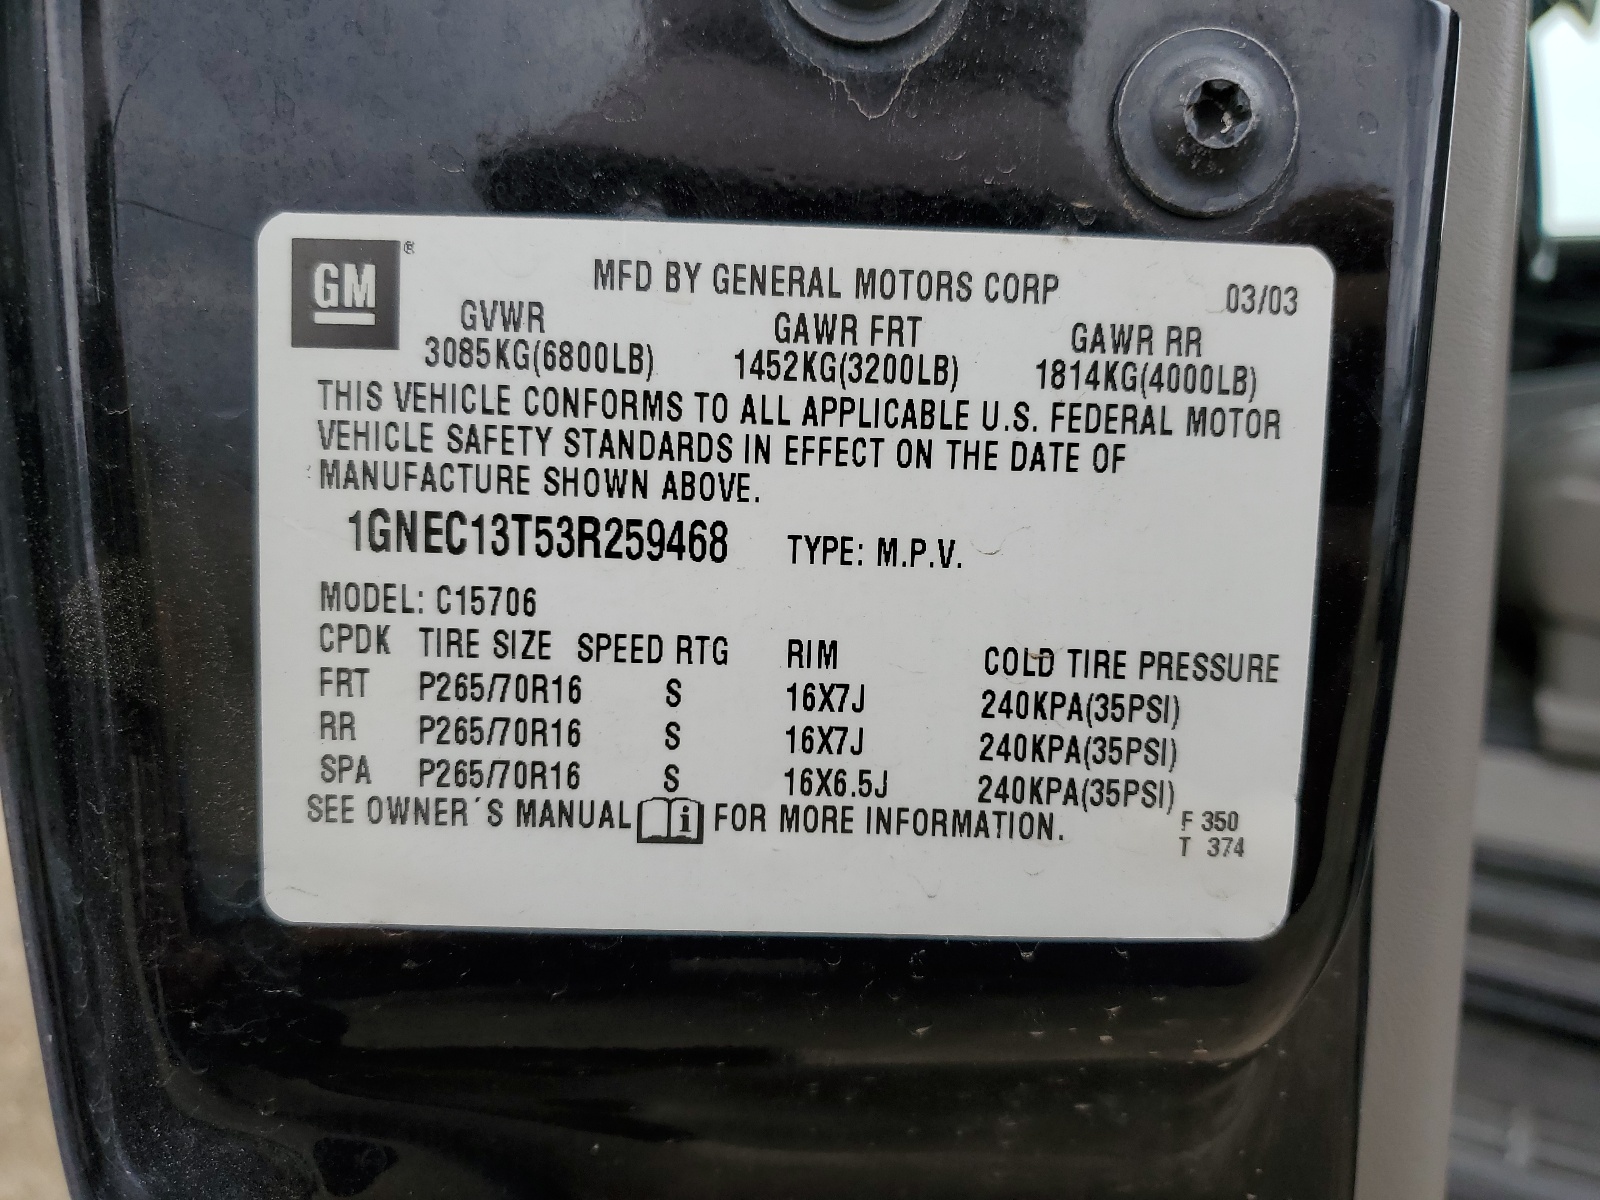 GM ®
MFD BY GENERAL MOTORS CORP 03/03
GVWR GAWR FRT GAWR RR
3085KG(6800LB) 1452KG(3200LB) 1814KG(4000LB)
THIS VEHICLE CONFORMS TO ALL APPLICABLE U.S. FEDERAL MOTOR
VEHICLE SAFETY STANDARDS IN EFFECT ON THE DATE OF
MANUFACTURE SHOWN ABOVE.
1GNEC13T53R259468 TYPE: M.P.V.
MODEL: C15706
CPDK TIRE SIZE SPEED RTG RIM COLD TIRE PRESSURE
FRT P265/70R16 S 16X7J 240KPA(35PSI)
RR P265/70R16 S 16X7J 240KPA(35PSI)
SPA P265/70R16 S 16X6.5J 240KPA(35PSI)
SEE OWNER´S MANUAL i FOR MORE INFORMATION.
F 350
T 374